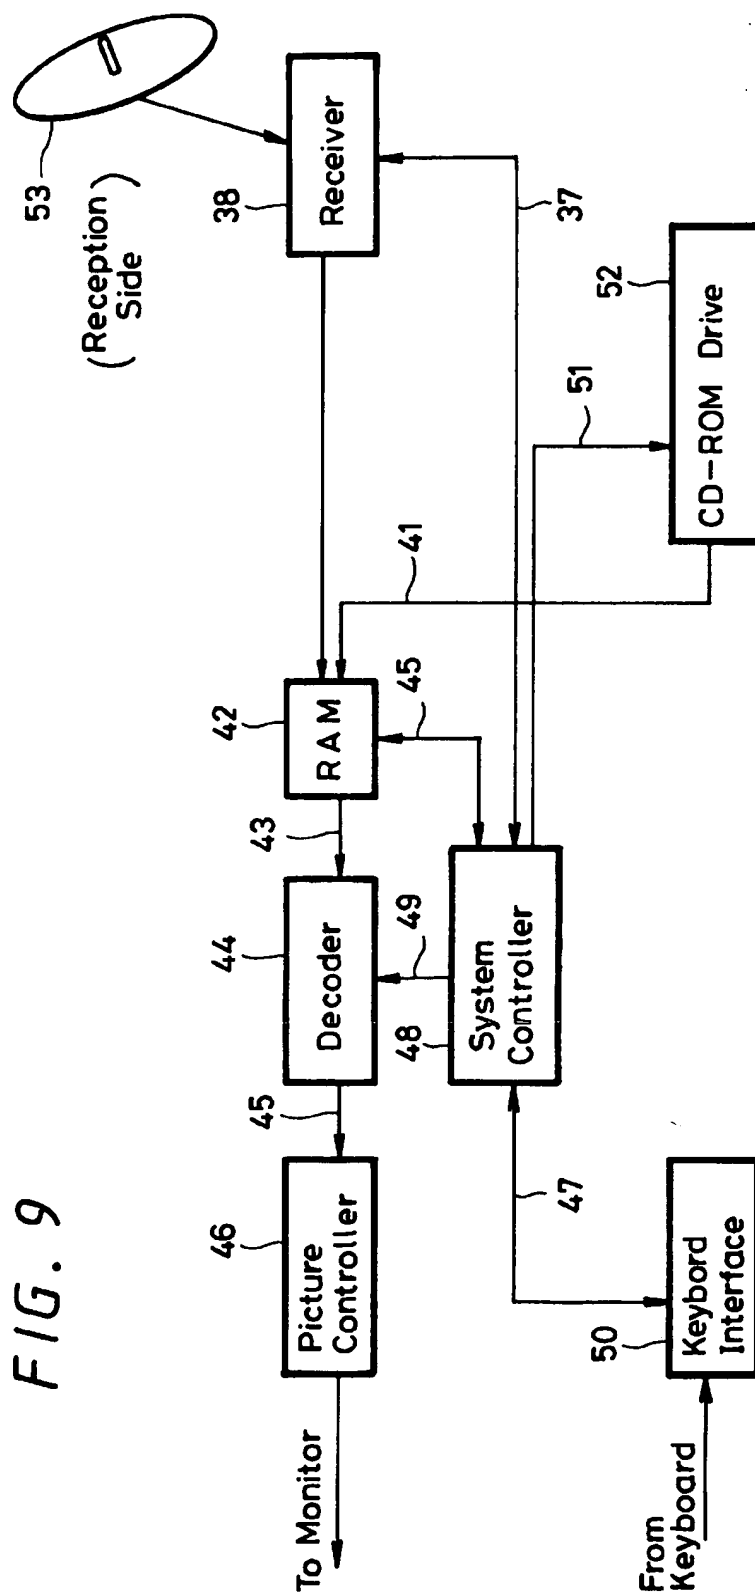 FIG. 9
53
(Reception
Side)
38
Receiver
37
52
CD-ROM Drive
51
41
42
RAM
45
43
44
Decoder
49
48
System
Controller
45
46
Picture
Controller
47
50
Keybord
Interface
To Monitor
From
Keyboard